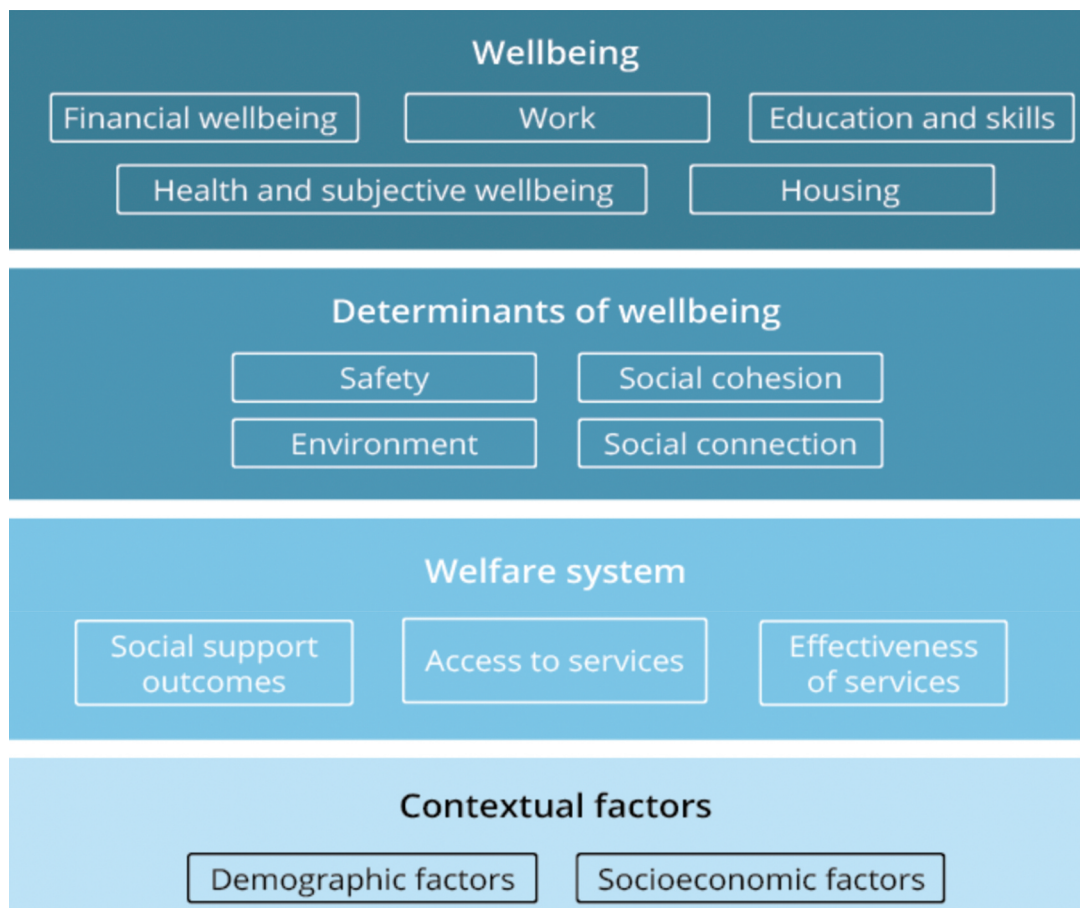 Wellbeing
Financial wellbeing
Work
Education and skills
Health and subjective wellbeing
Housing
Determinants of wellbeing
Safety
Social cohesion
Environment
Social connection
Welfare system
Social support
outcomes
Access to services
Effectiveness
of services
Contextual factors
Demographic factors
Socioeconomic factors